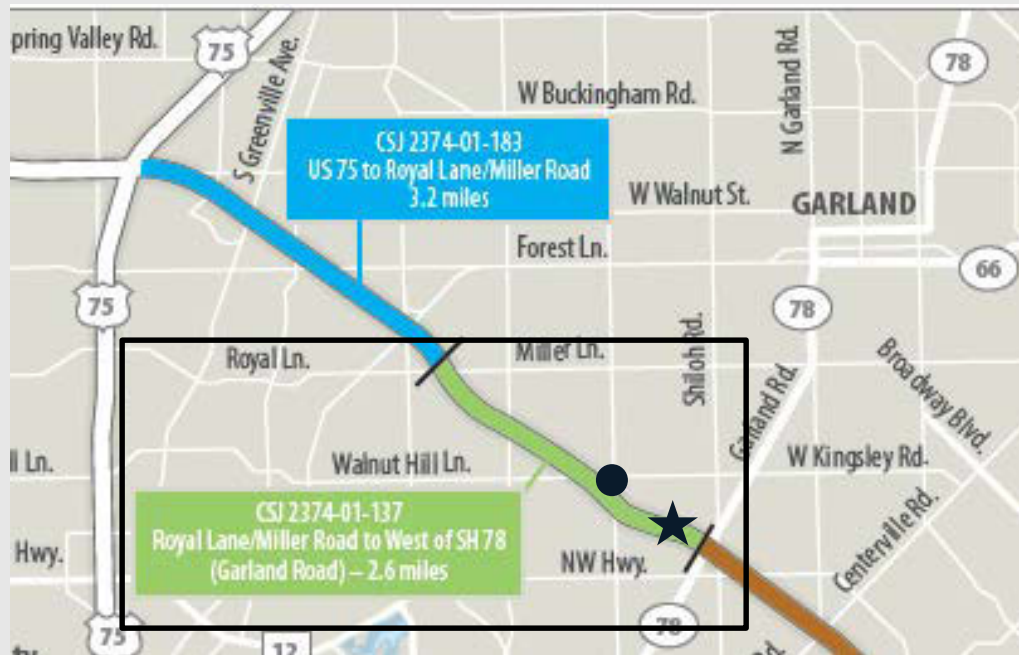 pring Valley Rd.
75
S Greenville Ave.
W Buckingham Rd.
N Garland Rd.
78
CSJ 2374-01-183
US 75 to Royal Lane/Miller Road
3.2 miles
W Walnut St.
GARLAND
Forest Ln.
66
75
78
Royal Ln.
Miller Ln.
Shiloh Rd.
Garland Rd.
Broadway Blvd.
ll Ln.
Walnut Hill Ln.
W Kingsley Rd.
CSJ 2374-01-137
Royal Lane/Miller Road to West of SH 78
(Garland Road) – 2.6 miles
Hwy.
NW Hwy.
Centerville Rd.
75
12
78
Rd.